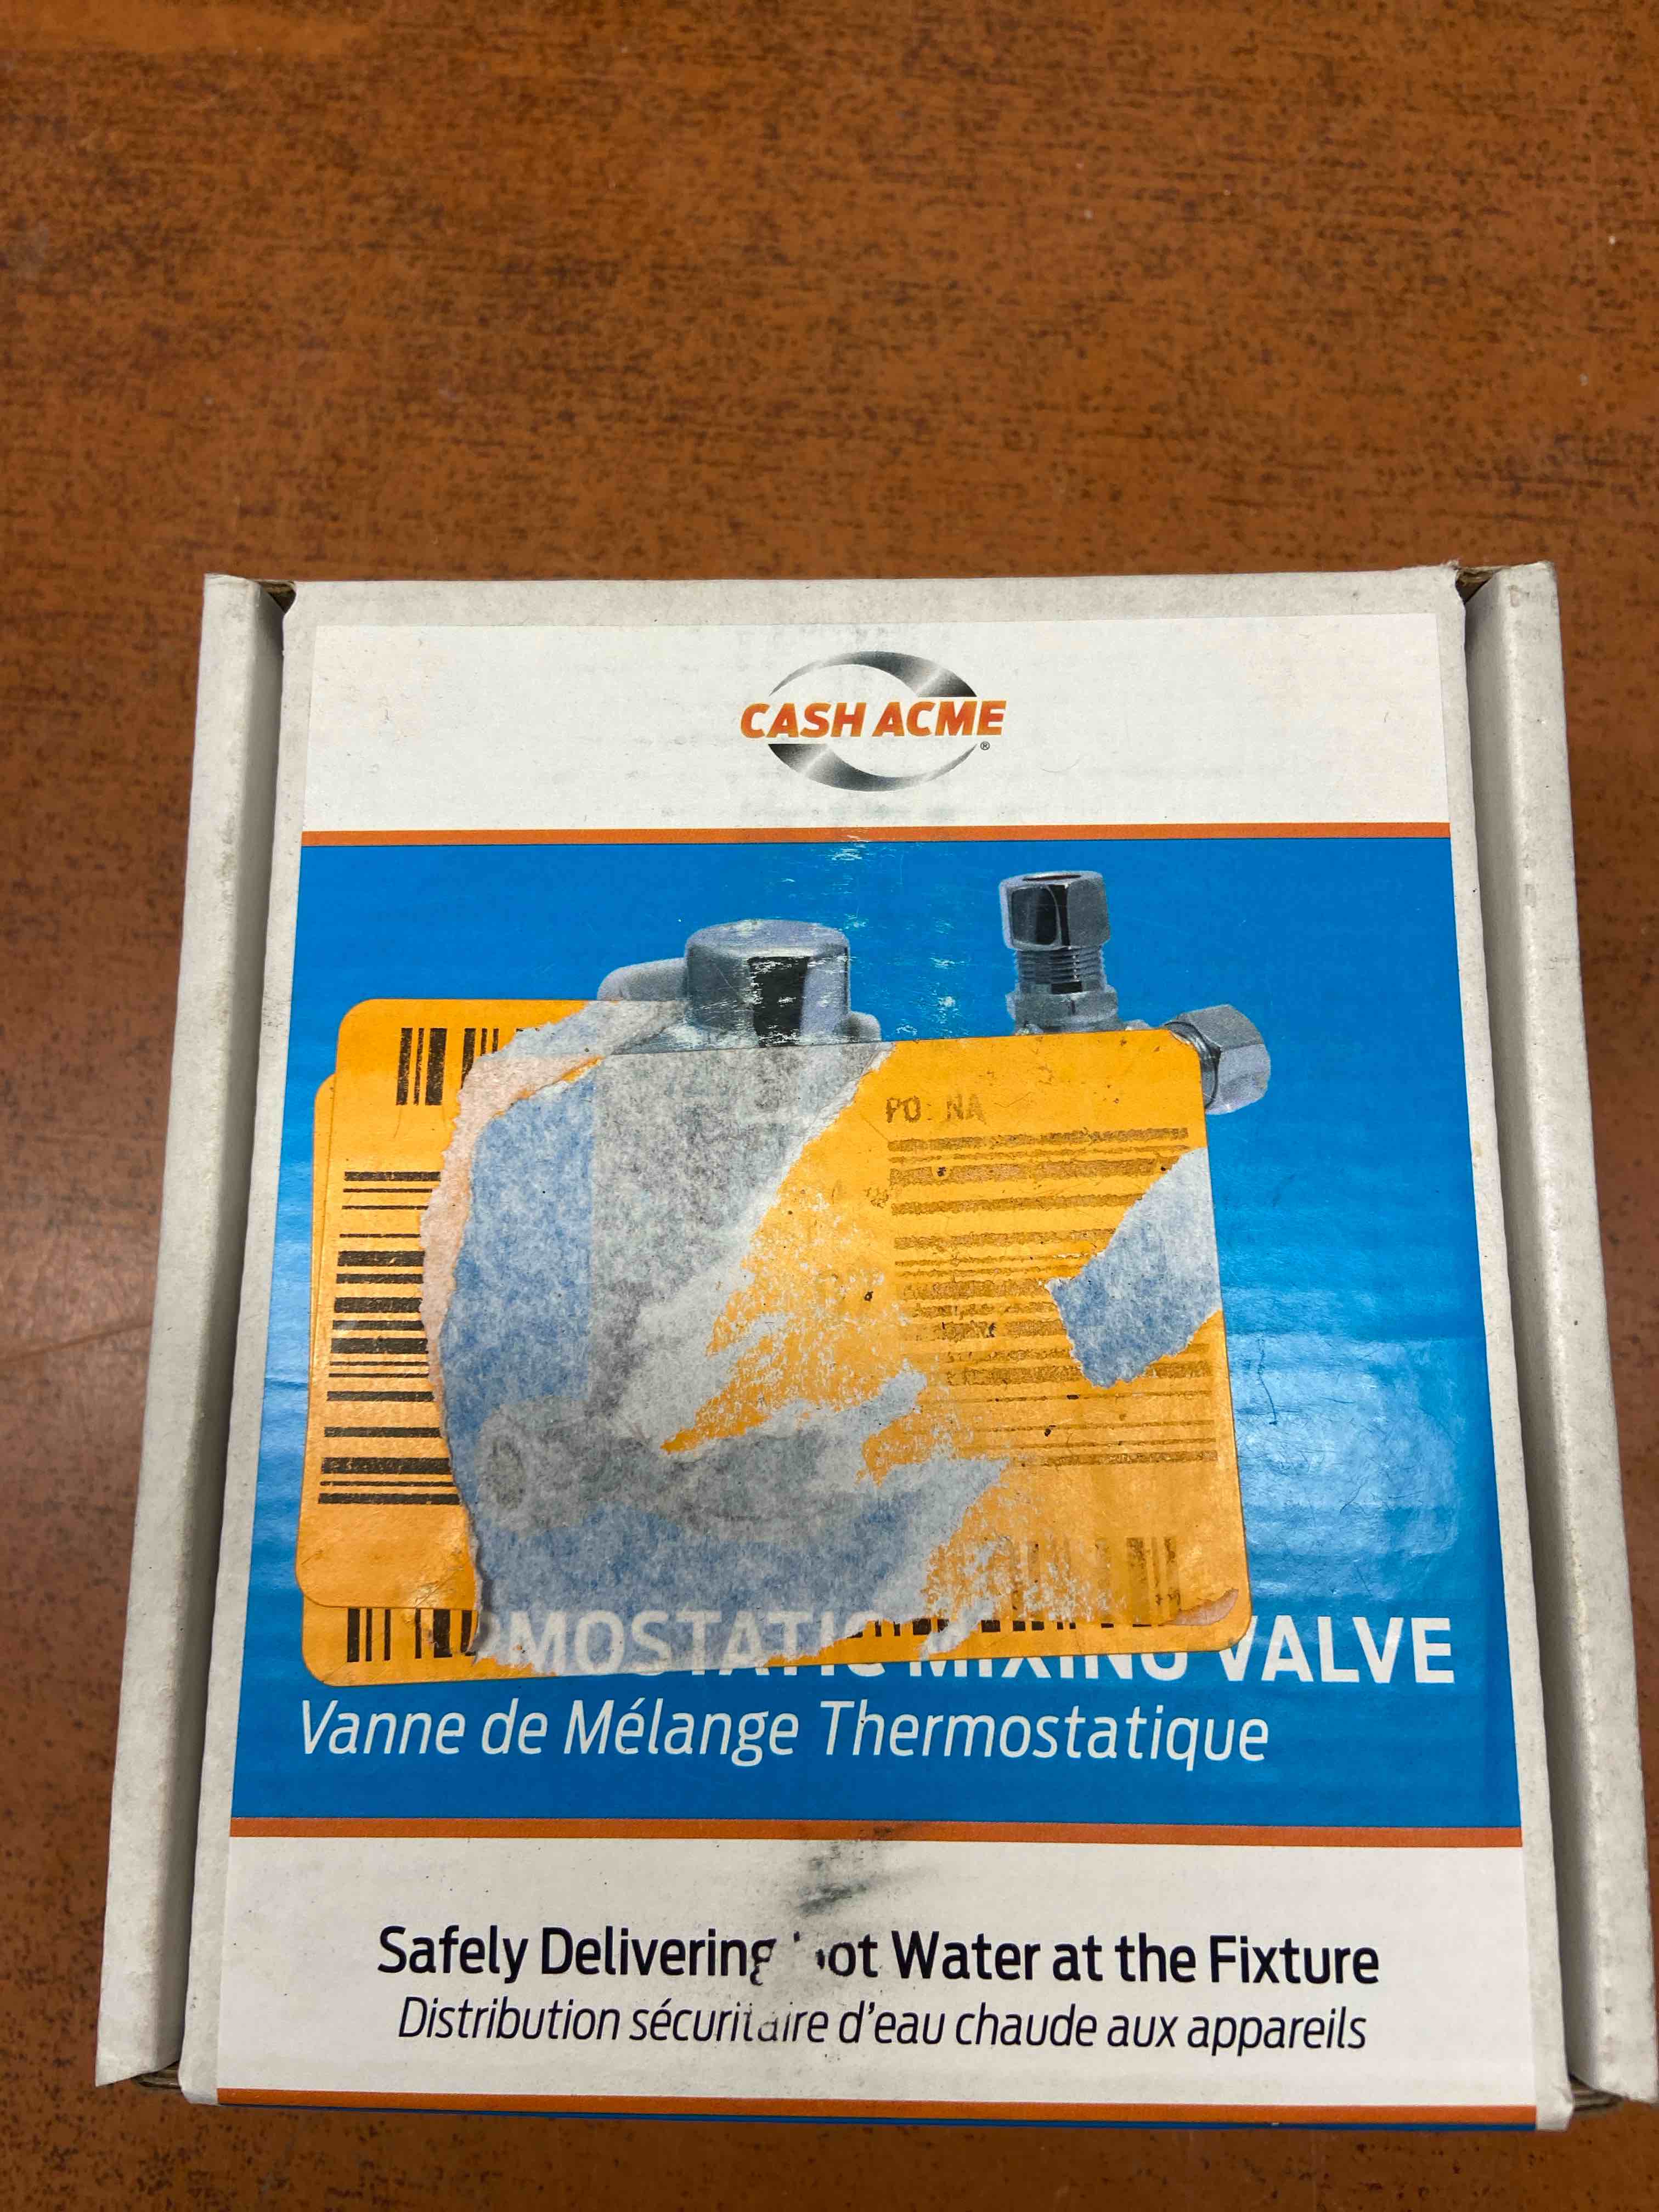 CASH ACME
®
PO: NA
MOSTATIC MIXING VALVE
Vanne de Mélange Thermostatique
Safely Delivering ot Water at the Fixture
Distribution sécuritaire d'eau chaude aux appareils